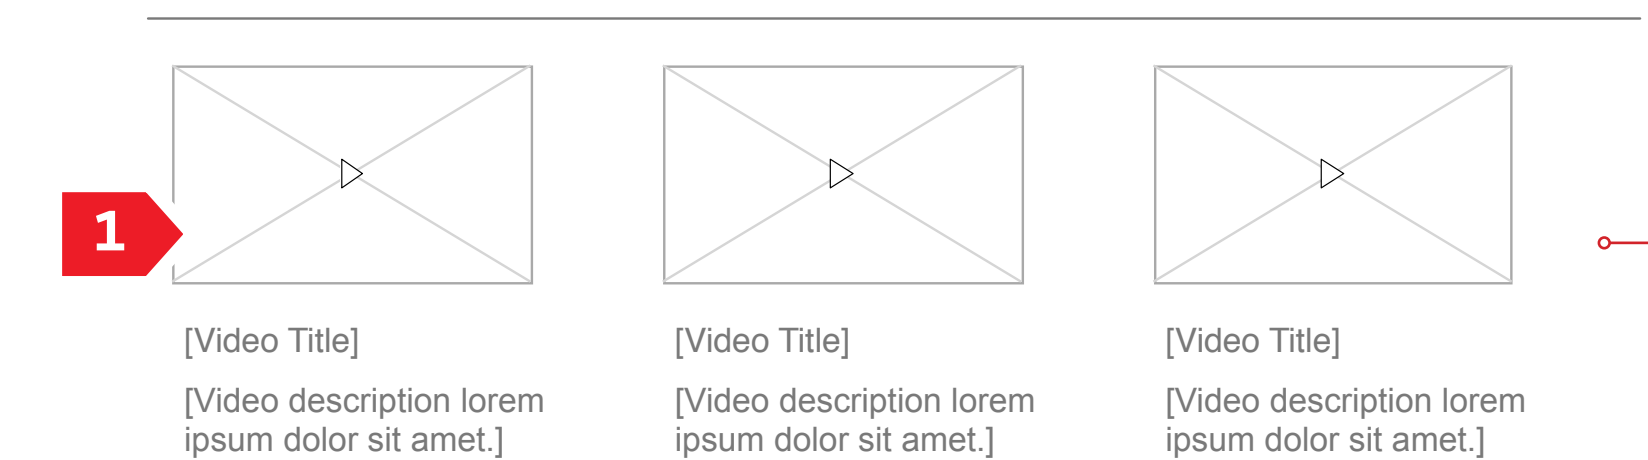 1
[Video Title] [Video Title] [Video Title]
[Video description lorem [Video description lorem [Video description lorem
ipsum dolor sit amet.] ipsum dolor sit amet.] ipsum dolor sit amet.]